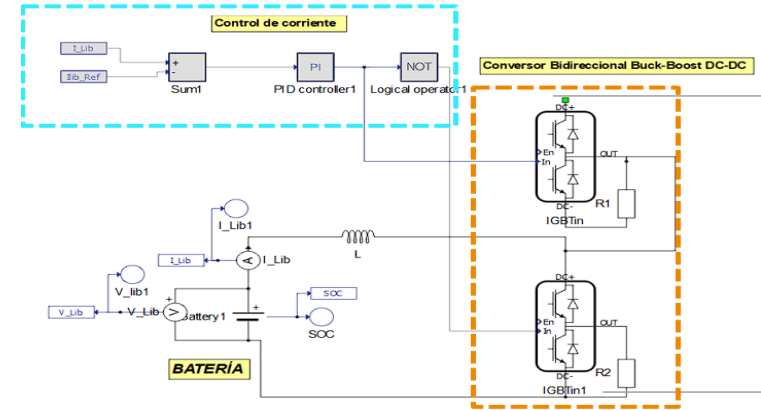 Control de corriente
I_Lib
Iib_Ref
+
-
Sum1
PI
PID controller1
NOT
Logical operator1
Conversor Bidireccional Buck-Boost DC-DC
DC+
En
In
OUT
DC-
R1
IGBTin
I_Lib1
I_Lib
A
I_Lib
L
V_lib1
V_Lib
V_Lib
V
+
attery1
+
SOC
SOC
BATERÍA
DC+
En
In
OUT
DC-
R2
IGBTin1